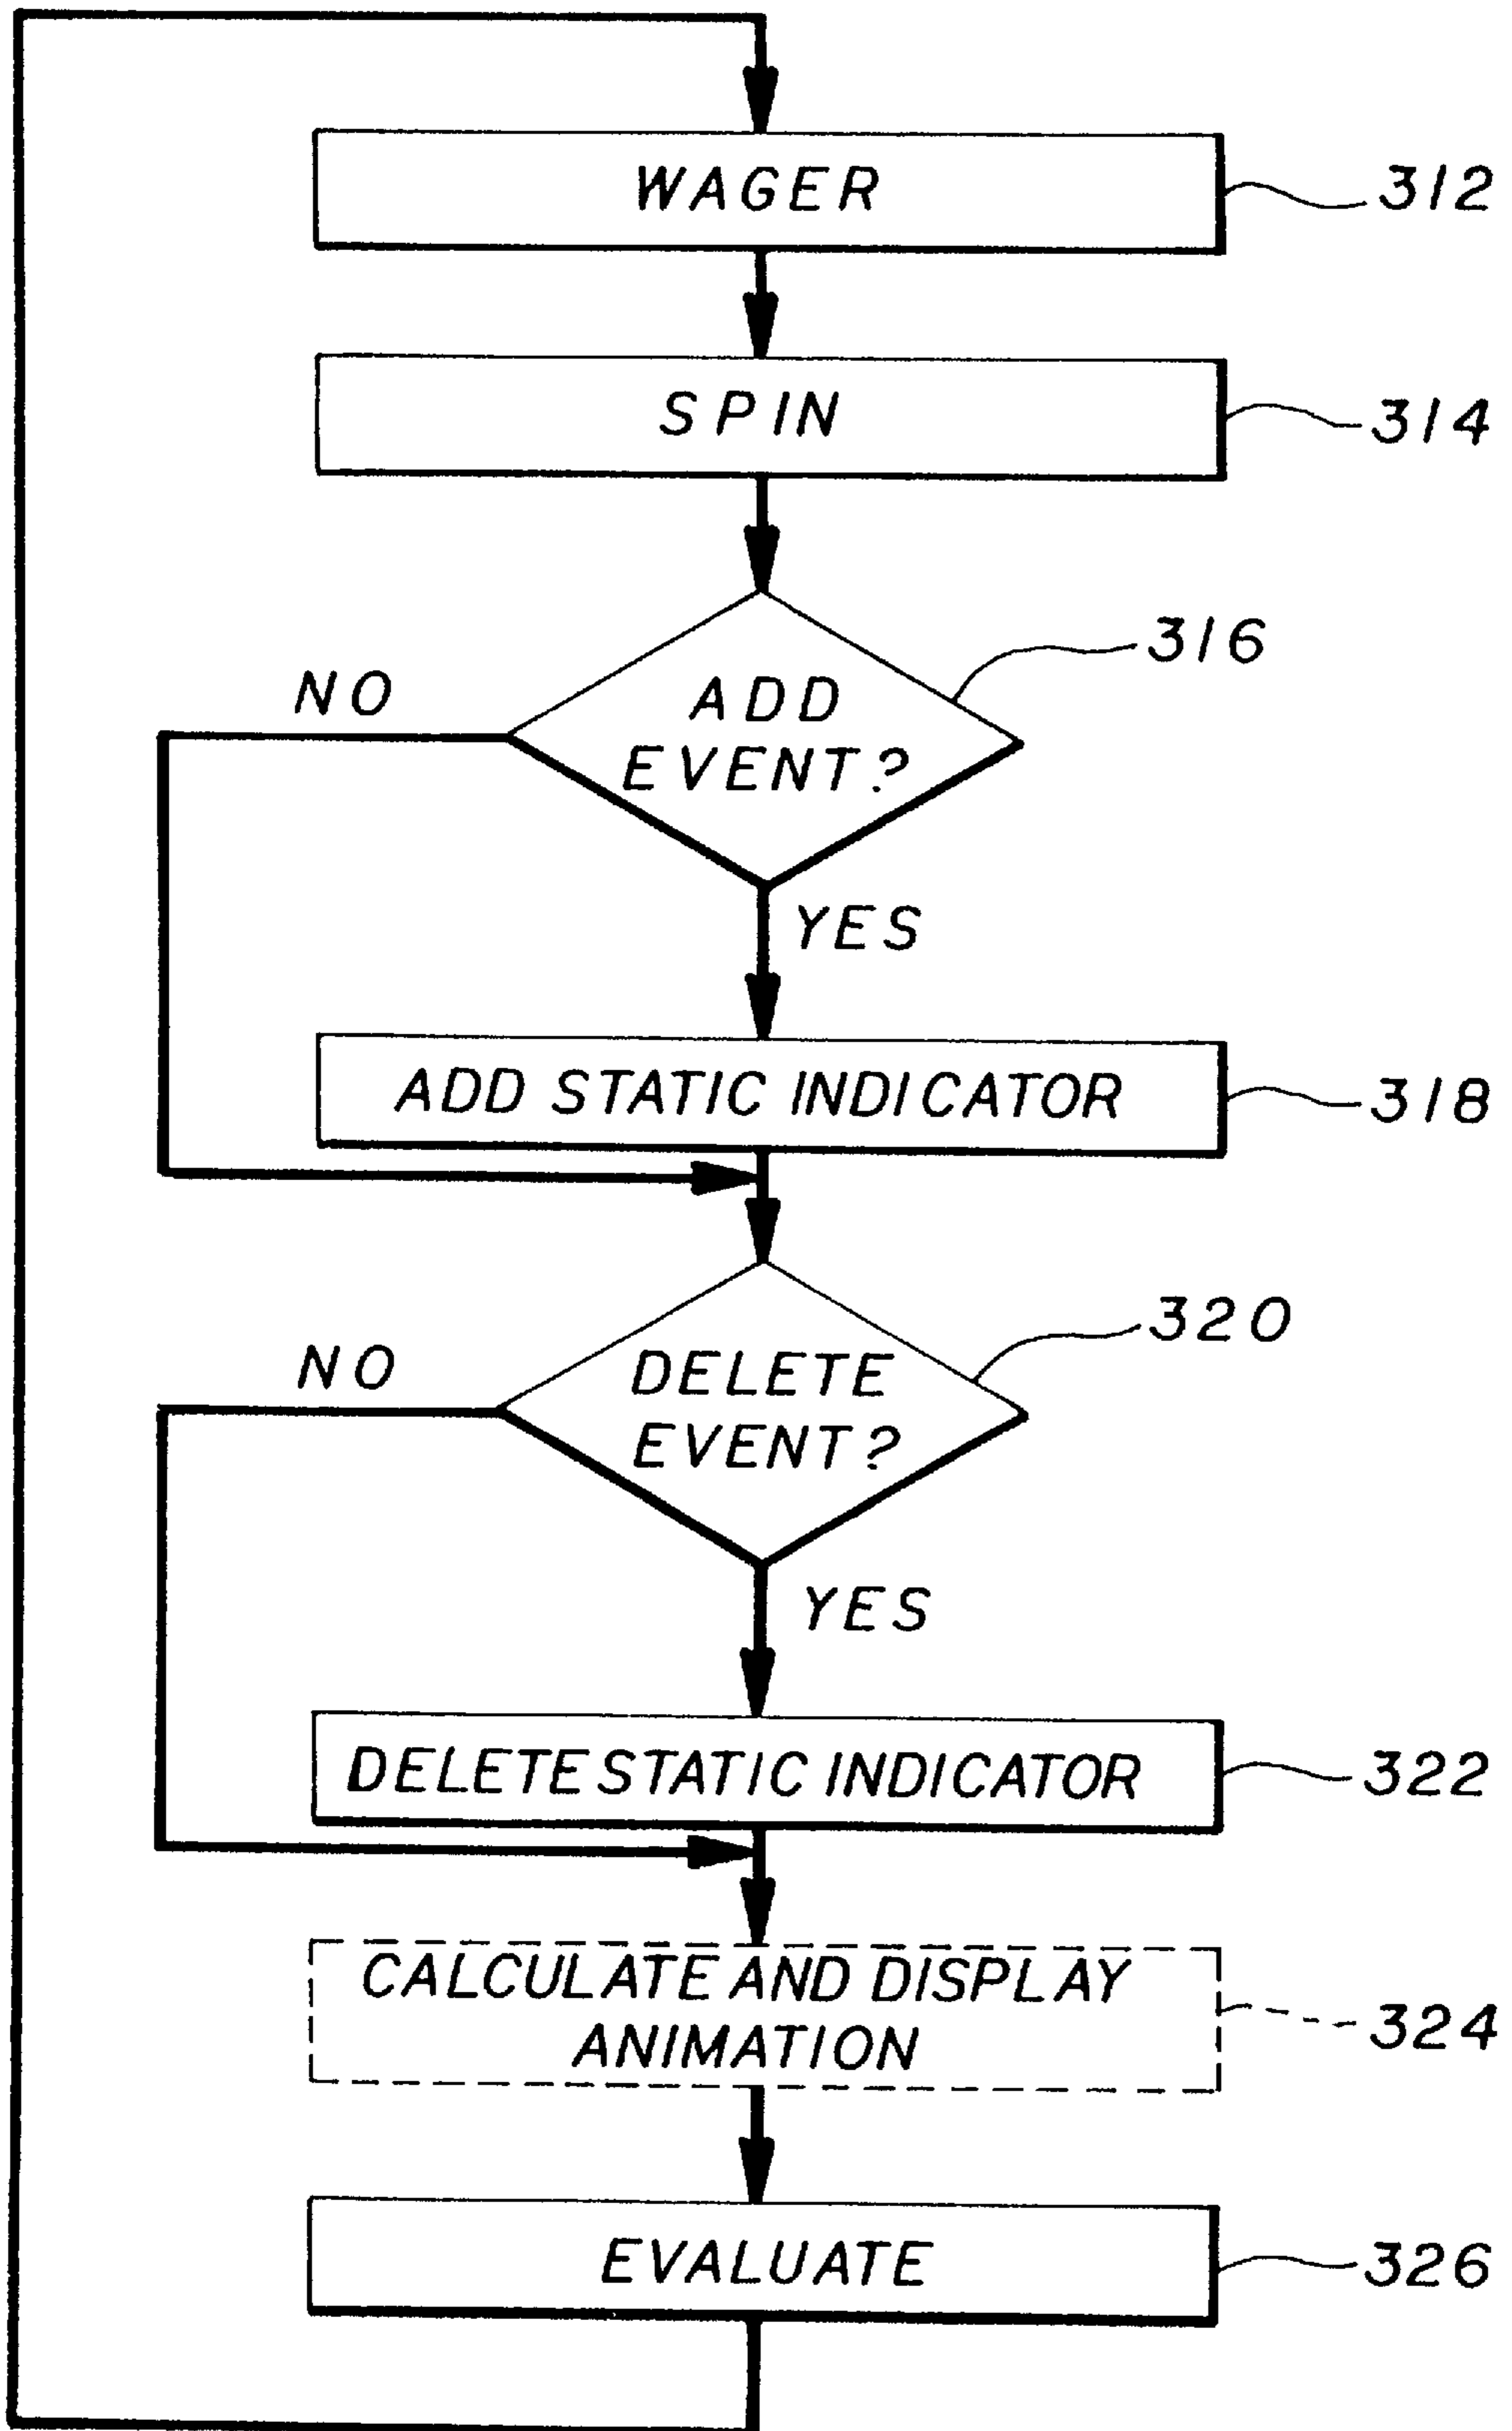 WAGER
312
SPIN
314
316
NO
ADD
EVENT?
YES
ADD STATIC INDICATOR
318
320
NO
DELETE
EVENT?
YES
DELETE STATIC INDICATOR
322
CALCULATE AND DISPLAY
ANIMATION
324
EVALUATE
326